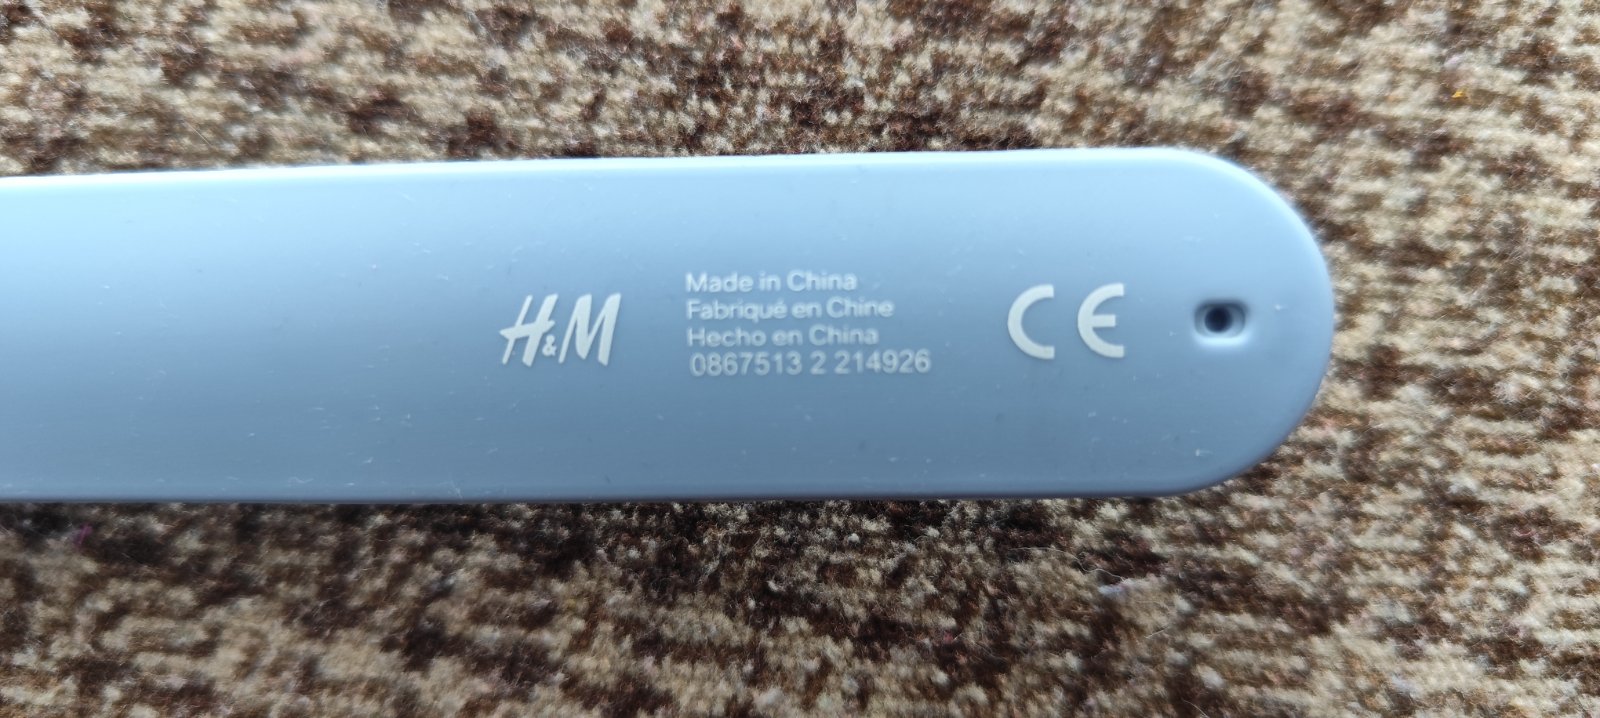 H&M
Made in China
Fabriqué en Chine
Hecho en China
0867513 2 214926
CE